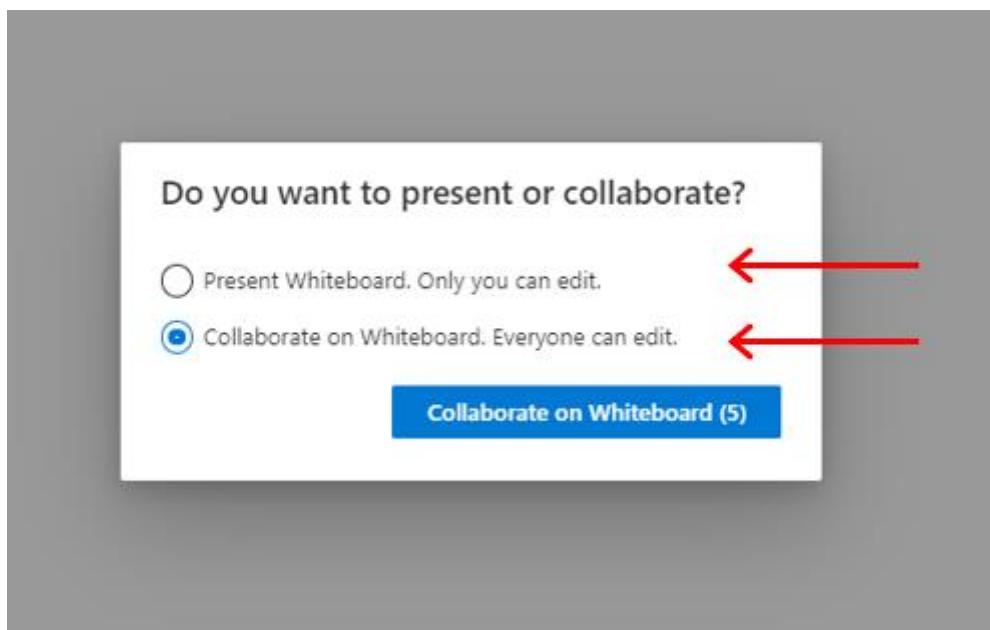 Do you want to present or collaborate?
Present Whiteboard. Only you can edit.
Collaborate on Whiteboard. Everyone can edit.
Collaborate on Whiteboard (5)